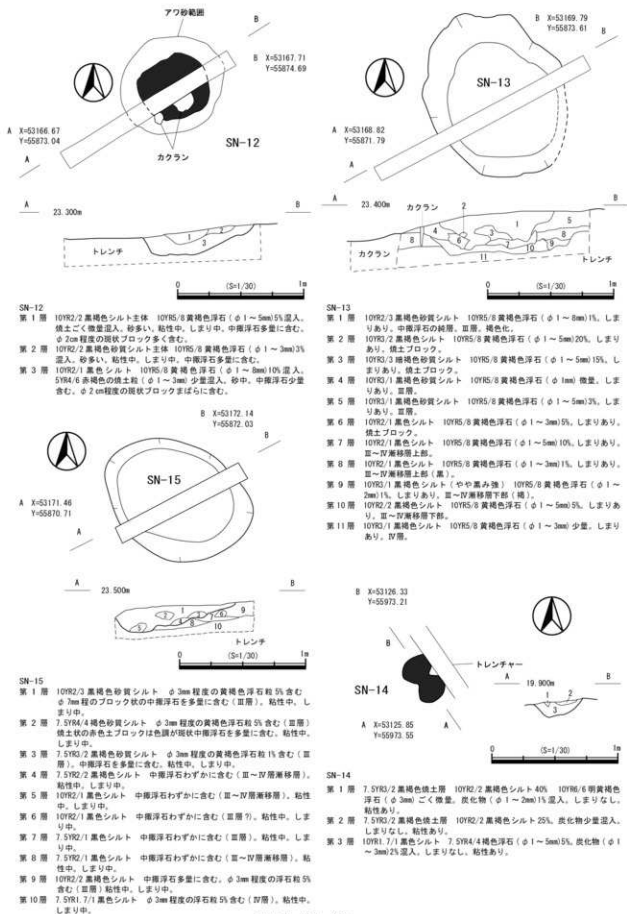 アワ砂範囲
B
B X=53167.71
Y=55874.69
A X=53166.67
Y=55873.04
A
カクラン
SN-12
A 23.300m B
1
2
3
トレンチ
0 (S=1/30) 1m
SN-12
第 1 層 10YR2/2 黒褐色シルト主体 10YR5/8 黄褐色浮石(φ1~5mm)5%混入。
焼土ごく微量混入。砂多い、粘性中、しまり中、中掫浮石多量に含む。
φ2cm程度の斑状ブロック多く含む。
第 2 層 10YR2/2 黒褐色砂質シルト主体 10YR5/8 黄褐色浮石(φ1~3mm)3%
混入。砂多い、粘性中、しまり中、中掫浮石多量に含む。
第 3 層 10YR2/1 黒色シルト 10YR5/8 黄褐色浮石(φ1~8mm)10%混入。
5YR4/6 赤褐色の焼土粒(φ1~3mm)少量混入。砂中、中掫浮石少量
含む。φ2cm程度の斑状ブロックまばらに含む。
B X=53169.79
Y=55873.61
B
SN-13
A X=53168.82
Y=55871.79
A
A 23.400m B
カクラン 2
4 1 5
8 6 3 8
7 10 9
11
カクラン
トレンチ
0 (S=1/30) 1m
SN-13
第 1 層 10YR2/3 黒褐色砂質シルト 10YR5/8 黄褐色浮石(φ1~8mm)1%。しま
りあり。中掫浮石の純層。Ⅲ層。褐色化。
第 2 層 10YR3/2 黒褐色シルト 10YR5/8 黄褐色浮石(φ1~5mm)20%。しまり
あり。焼土ブロック。
第 3 層 10YR3/3 暗褐色砂質シルト 10YR5/8 黄褐色浮石(φ1~5mm)15%。し
まりあり。焼土ブロック。
第 4 層 10YR3/1 黒褐色砂質シルト 10YR5/8 黄褐色浮石(φ1mm)微量。しま
りあり。Ⅲ層。
第 5 層 10YR3/1 黒褐色砂質シルト 10YR5/8 黄褐色浮石(φ1~5mm)3%。しま
りあり。Ⅲ層。
第 6 層 10YR2/1 黒色シルト 10YR5/8 黄褐色浮石(φ1~3mm)5%。しまりあり。
焼土ブロック。
第 7 層 10YR2/1 黒色シルト 10YR5/8 黄褐色浮石(φ1~5mm)10%。しまりあり。
Ⅲ~Ⅳ漸移層上部。
第 8 層 10YR2/1 黒色シルト 10YR5/8 黄褐色浮石(φ1~3mm)1%。しまりあり。
Ⅲ~Ⅳ漸移層上部(黒)。
第 9 層 10YR3/1 黒褐色シルト(やや黒み強) 10YR5/8 黄褐色浮石(φ1~
2mm)1%。しまりあり。Ⅲ~Ⅳ漸移層下部(褐)。
第 10 層 10YR2/2 黒褐色シルト 10YR5/8 黄褐色浮石(φ1~5mm)5%。しまりあ
り。Ⅲ~Ⅳ漸移層下部。
第 11 層 10YR3/1 黒褐色シルト 10YR5/8 黄褐色浮石(φ1~3mm)少量。しまり
あり。Ⅳ層。
B X=53172.14
Y=55872.03
SN-15
A X=53171.46
Y=55870.71
A 23.500m B
1
9
10
トレンチ
0 (S=1/30) 1m
SN-15
第 1 層 10YR2/3 黒褐色砂質シルト φ3mm程度の黄褐色浮石粒5%含む
φ7mm程のブロック状の中掫浮石を多量に含む(Ⅲ層)。粘性中、し
まり中。
第 2 層 7.5YR4/4 褐色砂質シルト φ3mm程度の黄褐色浮石粒5%含む(Ⅲ層)
焼土状の赤色土ブロックは色調が斑状中掫浮石を多量に含む。粘性中、
しまり中。
第 3 層 7.5YR3/2 黒褐色砂質シルト φ3mm程度の黄褐色浮石粒1%含む(Ⅲ
層)。中掫浮石を多量に含む。粘性中、しまり中。
第 4 層 7.5YR2/2 黒褐色シルト 中掫浮石わずかに含む(Ⅲ~Ⅳ層漸移層)。
粘性中、しまり中。
第 5 層 10YR2/1 黒色シルト 中掫浮石わずかに含む(Ⅲ~Ⅳ層漸移層)。粘性
中、しまり中。
第 6 層 10YR2/1 黒色シルト 中掫浮石わずかに含む(Ⅲ層?)。粘性中、しま
り中。
第 7 層 7.5YR2/1 黒色シルト 中掫浮石わずかに含む(Ⅲ層)。粘性中、しま
り中。
第 8 層 7.5YR2/1 黒色シルト 中掫浮石わずかに含む(Ⅲ~Ⅳ層漸移層)。粘
性中、しまり中。
第 9 層 10YR2/2 黒褐色シルト 中掫浮石多量に含む。φ3mm程度の浮石粒5%
含む(Ⅲ層)粘性中、しまり中。
第 10 層 7.5YR1.7/1 黒色シルト φ3mm程度の浮石粒5%含む(Ⅳ層)。粘性中、
しまり中。
B X=53126.33
Y=55973.21
B
トレンチャー
SN-14
A X=53125.85
Y=55973.55
A
A 19.900m B
1 2
3
0 (S=1/30) 1m
SN-14
第 1 層 7.5YR3/2 黒褐色焼土層 10YR2/2 黒褐色シルト40% 10YR6/6 明黄褐色
浮石(φ3mm)ごく微量。炭化物(φ1~2mm)1%混入。しまりなし、
粘性あり。
第 2 層 7.5YR3/2 黒褐色焼土層 10YR2/2 黒褐色シルト25%。炭化物少量混入。
しまりなし、粘性あり。
第 3 層 10YR1.7/1 黒色シルト 7.5YR4/4 褐色浮石(φ1~5mm)5%。炭化物(φ1
~3mm)2%混入。しまりなし、粘性あり。